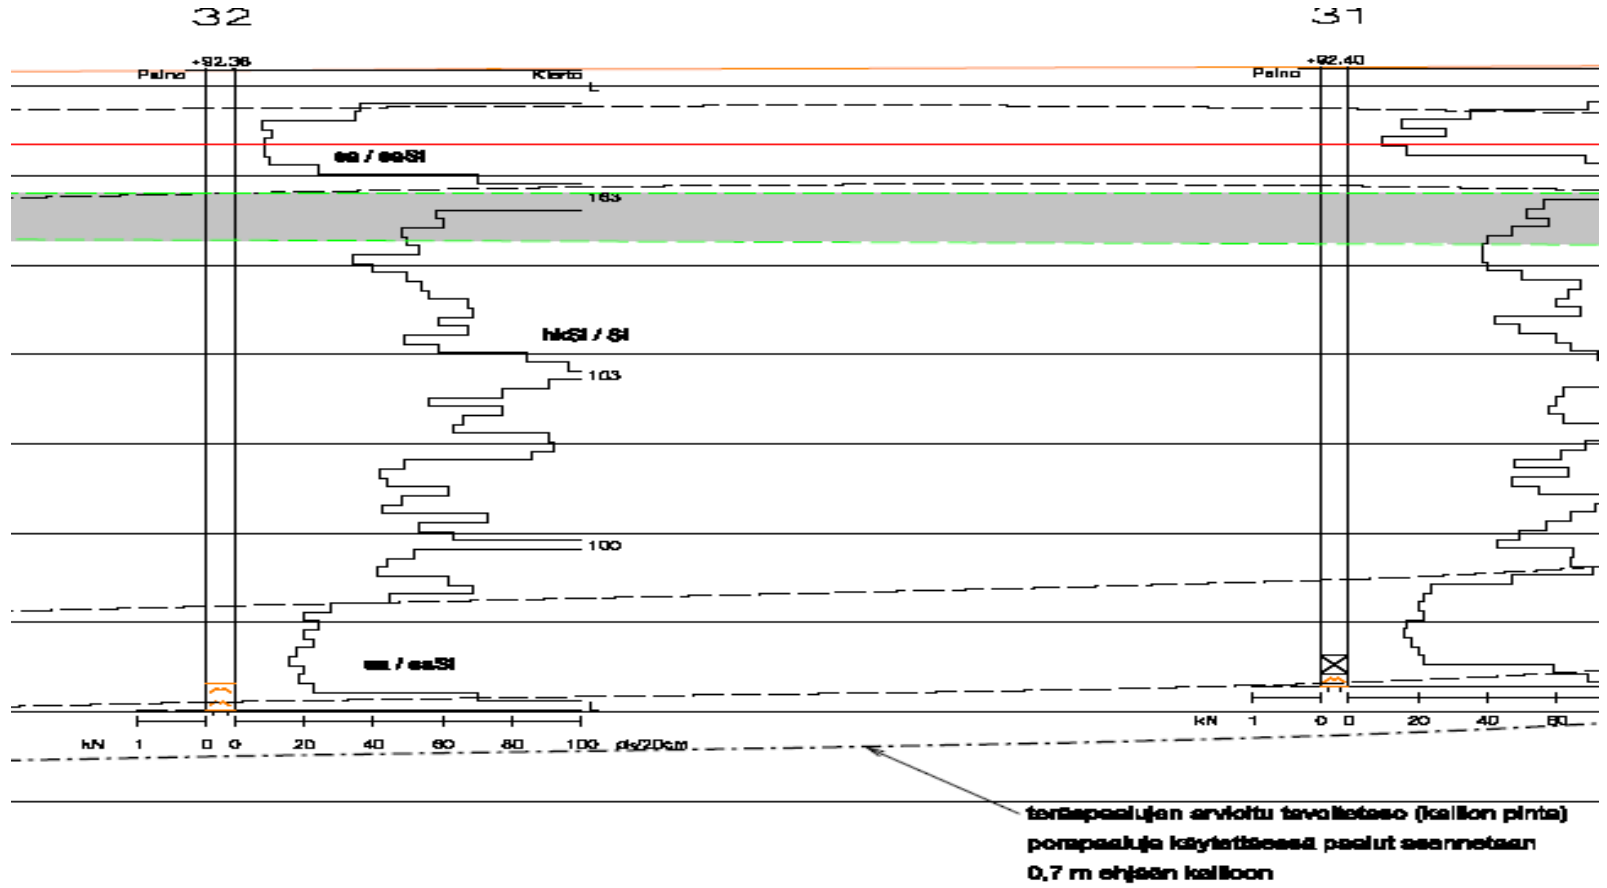 32
31
+92.36
+92.40
Paino
Kierto
Paino
sa / saSi
163
hkSi / Si
103
100
sa / saSi
kN 1 0 0 20 40 60 80 100 pk/20cm
kN 1 0 0 20 40 60
teräspaalujen arvioitu tavoitetaso (kallion pinta)
porapaaluja käytettäessä paalut asennetaan
0,7 m ehjään kallioon